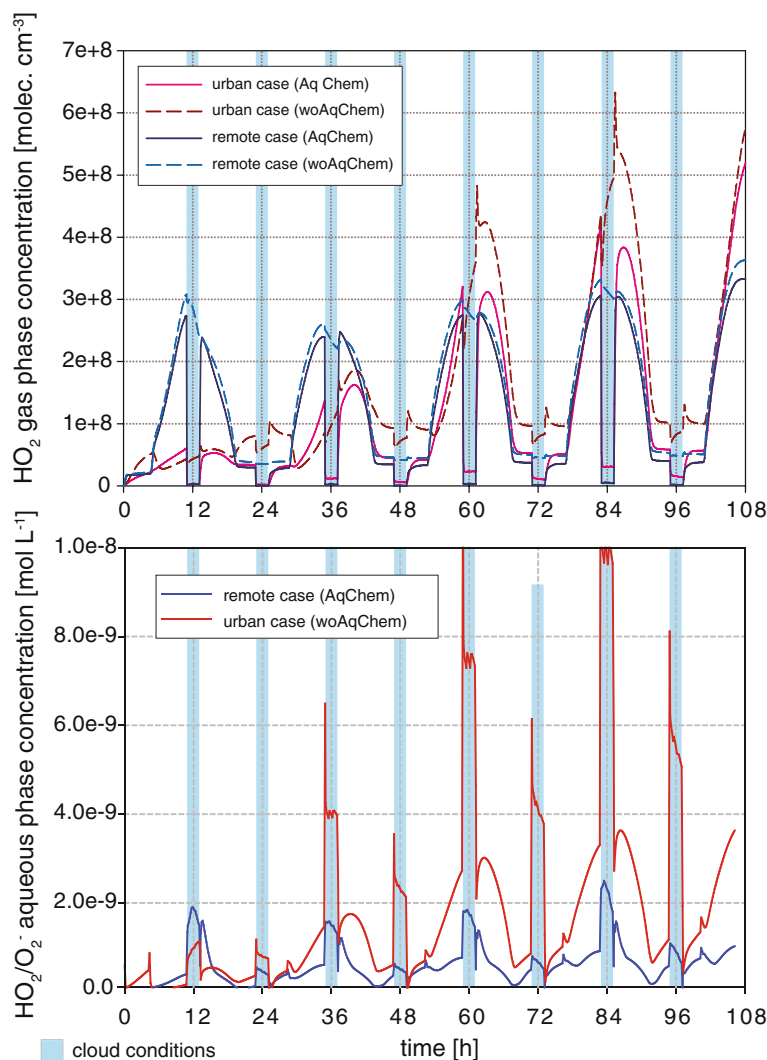 HO₂ gas phase concentration [molec. cm⁻³]
7e+8
6e+8
5e+8
4e+8
3e+8
2e+8
1e+8
0
urban case (Aq Chem)
urban case (woAqChem)
remote case (AqChem)
remote case (woAqChem)
0 12 24 36 48 60 72 84 96 108
HO₂/O₂⁻ aqueous phase concentration [mol L⁻¹]
1.0e-8
8.0e-9
6.0e-9
4.0e-9
2.0e-9
0.0
remote case (AqChem)
urban case (woAqChem)
0 12 24 36 48 60 72 84 96 108
cloud conditions
time [h]